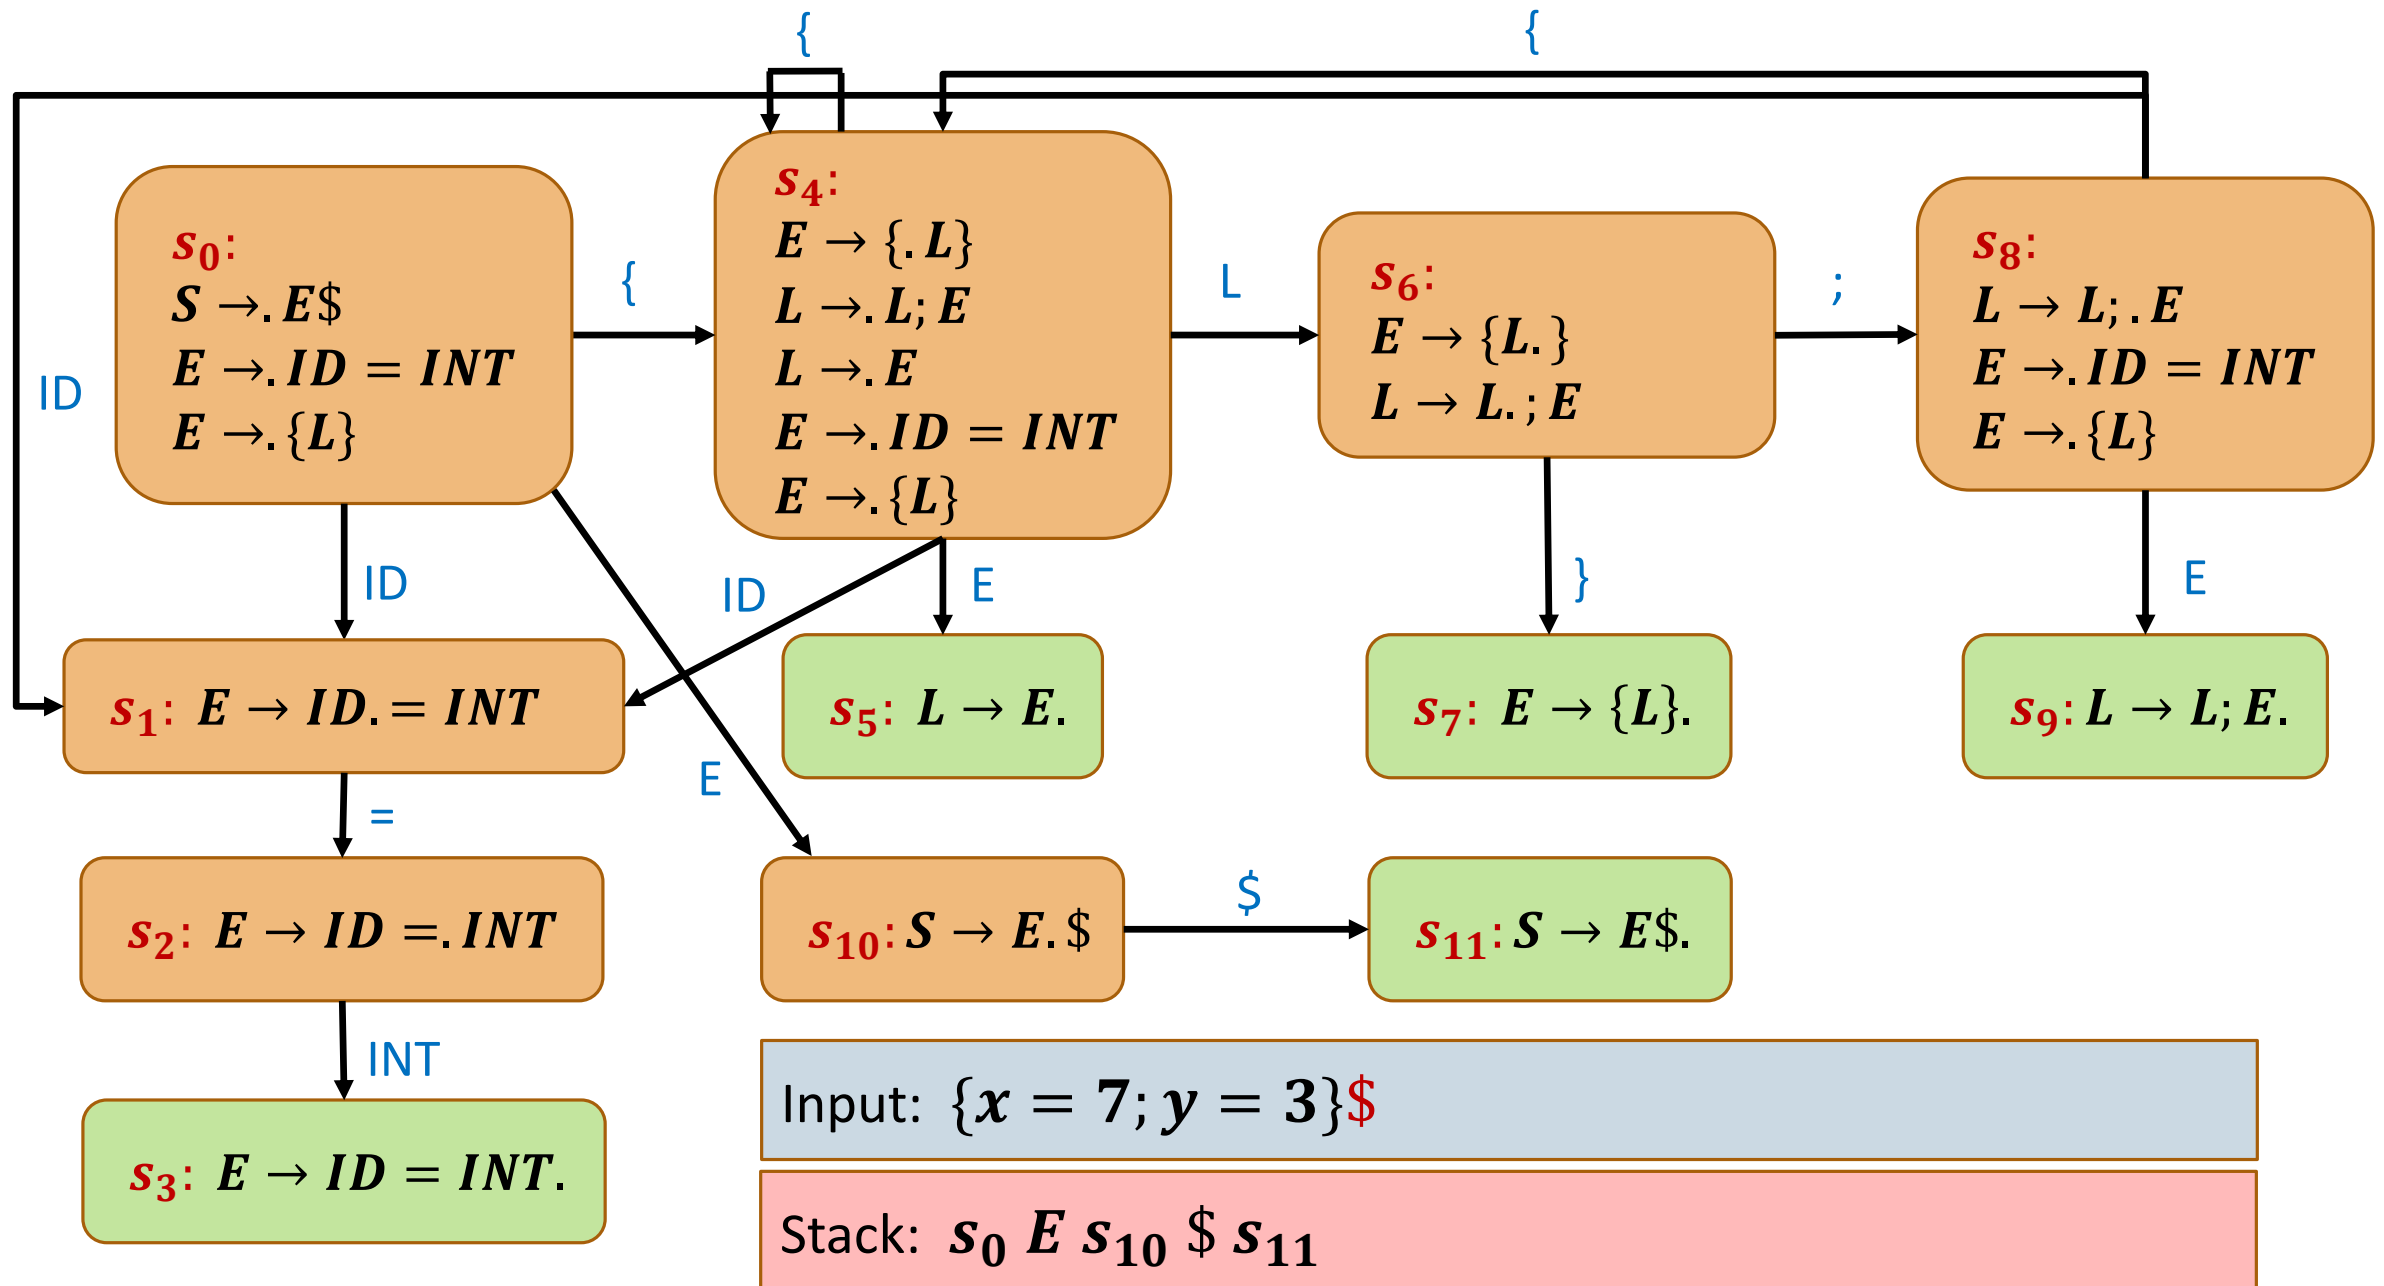 {
{
s₀:
S →. E$
E →. ID = INT
E →. {L}
{
s₄:
E → {. L}
L →. L; E
L →. E
E →. ID = INT
E →. {L}
L
s₆:
E → {L. }
L → L. ; E
;
s₈:
L → L; . E
E →. ID = INT
E →. {L}
ID
ID
ID
E
}
E
s₁: E → ID. = INT
s₅: L → E.
s₇: E → {L}.
s₉: L → L; E.
E
=
s₂: E → ID =. INT
s₁₀: S → E. $
$
s₁₁: S → E$.
INT
s₃: E → ID = INT.
Input: {x = 7; y = 3}$
Stack: s₀ E s₁₀ $ s₁₁